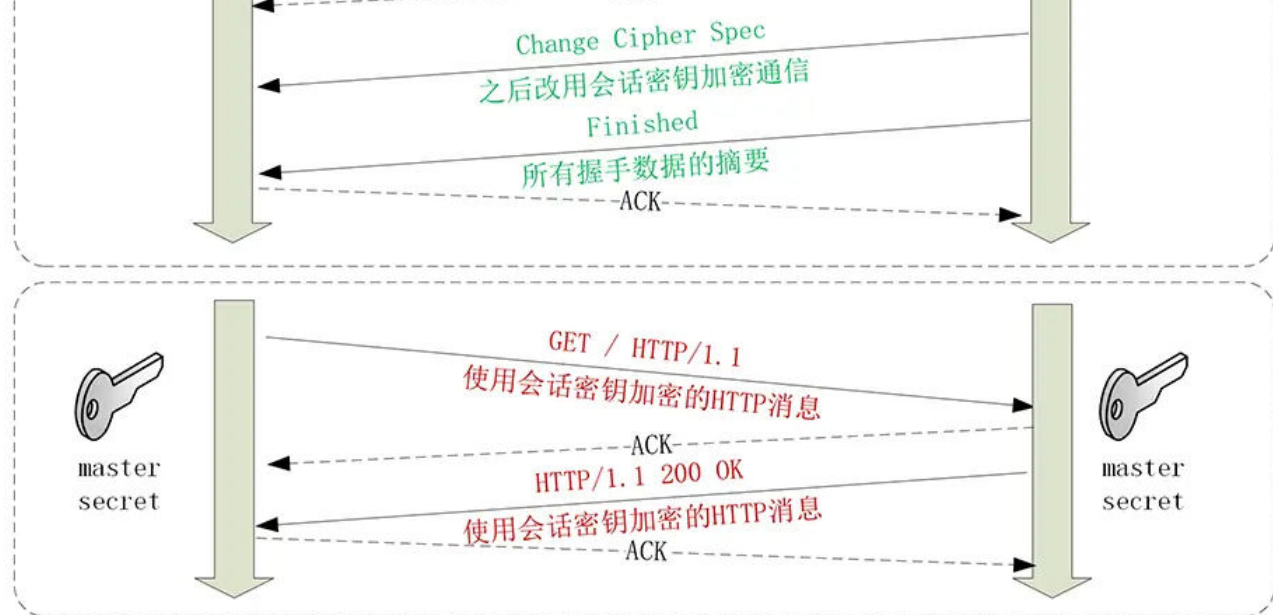 Change Cipher Spec
之后改用会话密钥加密通信
Finished
所有握手数据的摘要
ACK
GET / HTTP/1.1
使用会话密钥加密的HTTP消息
ACK
master
secret
master
secret
HTTP/1.1 200 OK
使用会话密钥加密的HTTP消息
ACK